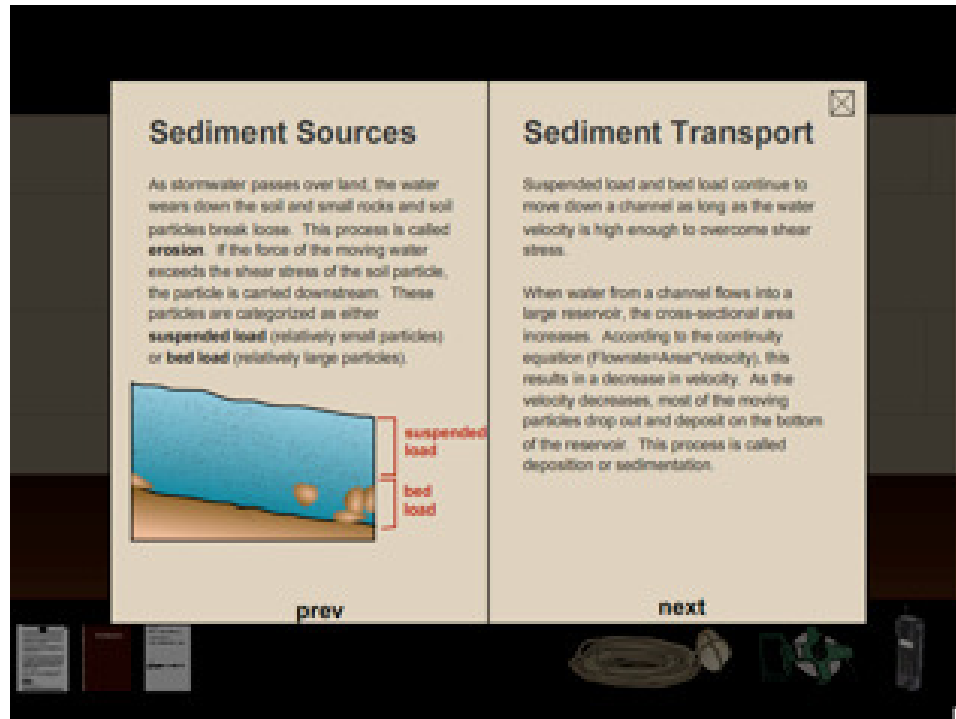 Sediment Sources
As stormwater passes over land, the water
wears down the soil and small rocks and soil
particles break loose. This process is called
erosion. If the force of the moving water
exceeds the shear stress of the soil particle,
the particle is carried downstream. These
particles are categorized as either
suspended load (relatively small particles)
or bed load (relatively large particles).
suspended
load
bed
load
prev
Sediment Transport
Suspended load and bed load continue to
move down a channel as long as the water
velocity is high enough to overcome shear
stress.
When water from a channel flows into a
large reservoir, the cross-sectional area
increases. According to the continuity
equation (Flowrate=Area*Velocity), this
results in a decrease in velocity. As the
velocity decreases, most of the moving
particles drop out and deposit on the bottom
of the reservoir. This process is called
deposition or sedimentation.
next